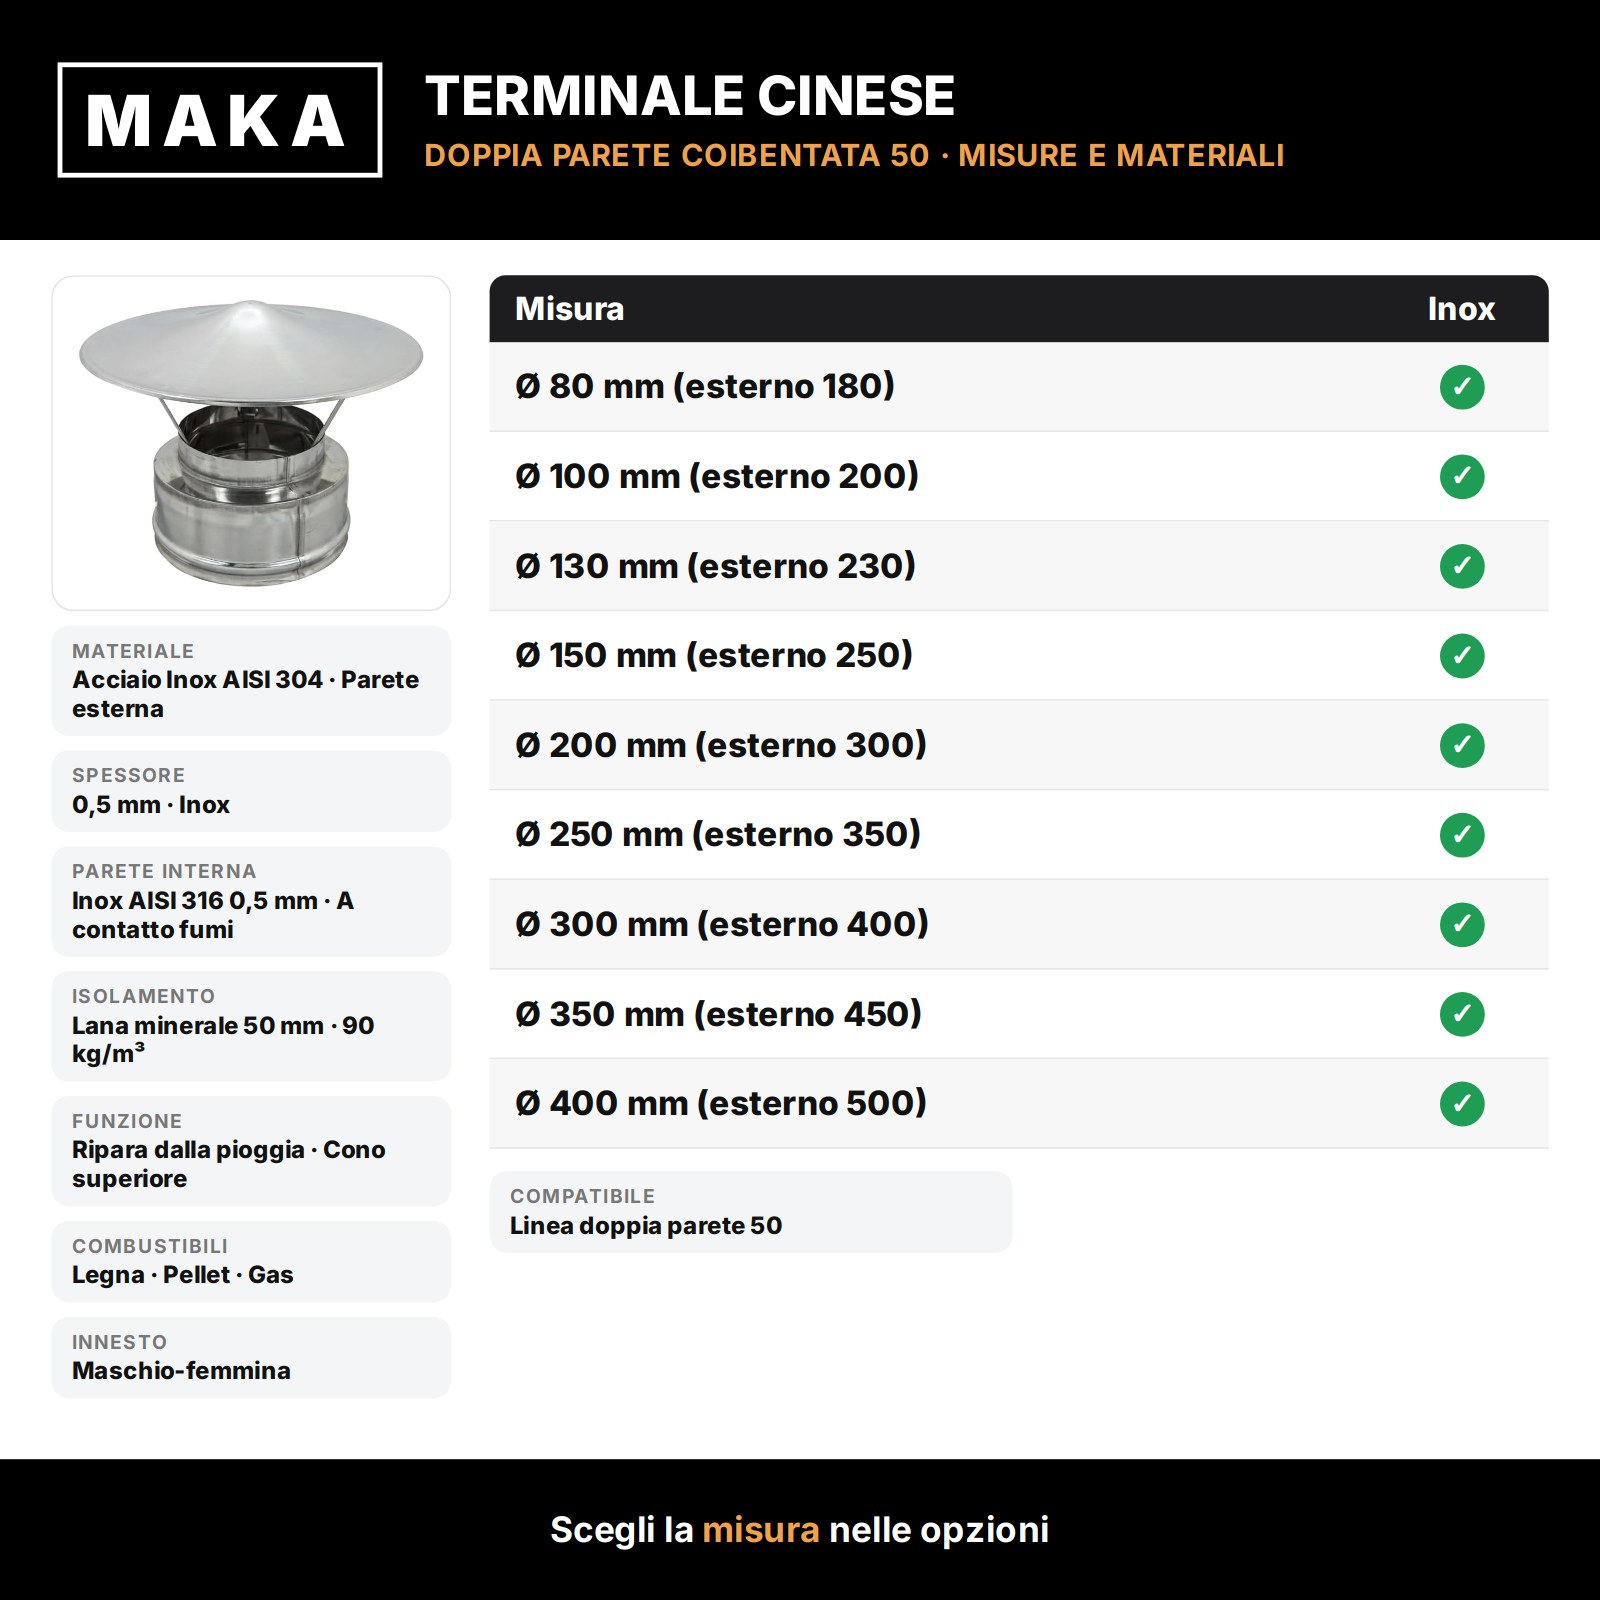 MAKA
TERMINALE CINESE
DOPPIA PARETE COIBENTATA 50 · MISURE E MATERIALI
MATERIALE
Acciaio Inox AISI 304 · Parete
esterna
SPESSORE
0,5 mm · Inox
PARETE INTERNA
Inox AISI 316 0,5 mm · A
contatto fumi
ISOLAMENTO
Lana minerale 50 mm · 90
kg/m³
FUNZIONE
Ripara dalla pioggia · Cono
superiore
COMBUSTIBILI
Legna · Pellet · Gas
INNESTO
Maschio-femmina
Misura Inox
Ø 80 mm (esterno 180) ✓
Ø 100 mm (esterno 200) ✓
Ø 130 mm (esterno 230) ✓
Ø 150 mm (esterno 250) ✓
Ø 200 mm (esterno 300) ✓
Ø 250 mm (esterno 350) ✓
Ø 300 mm (esterno 400) ✓
Ø 350 mm (esterno 450) ✓
Ø 400 mm (esterno 500) ✓
COMPATIBILE
Linea doppia parete 50
Scegli la misura nelle opzioni